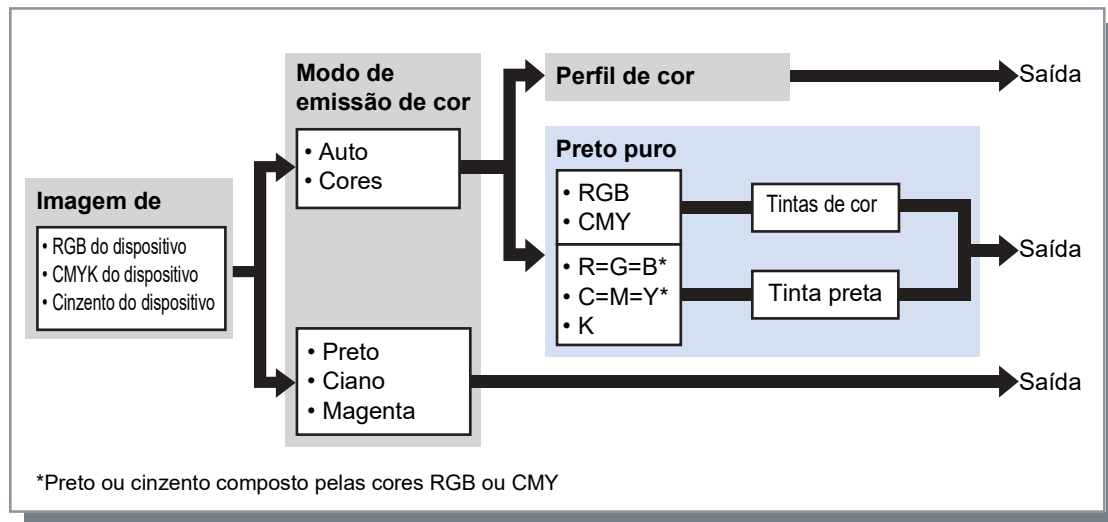 Imagem de
• RGB do dispositivo
• CMYK do dispositivo
• Cinzento do dispositivo
Modo de
emissão de cor
• Auto
• Cores
• Preto
• Ciano
• Magenta
Perfil de cor
Saída
Preto puro
• RGB
• CMY
Tintas de cor
• R=G=B*
• C=M=Y*
• K
Tinta preta
Saída
Saída
*Preto ou cinzento composto pelas cores RGB ou CMY